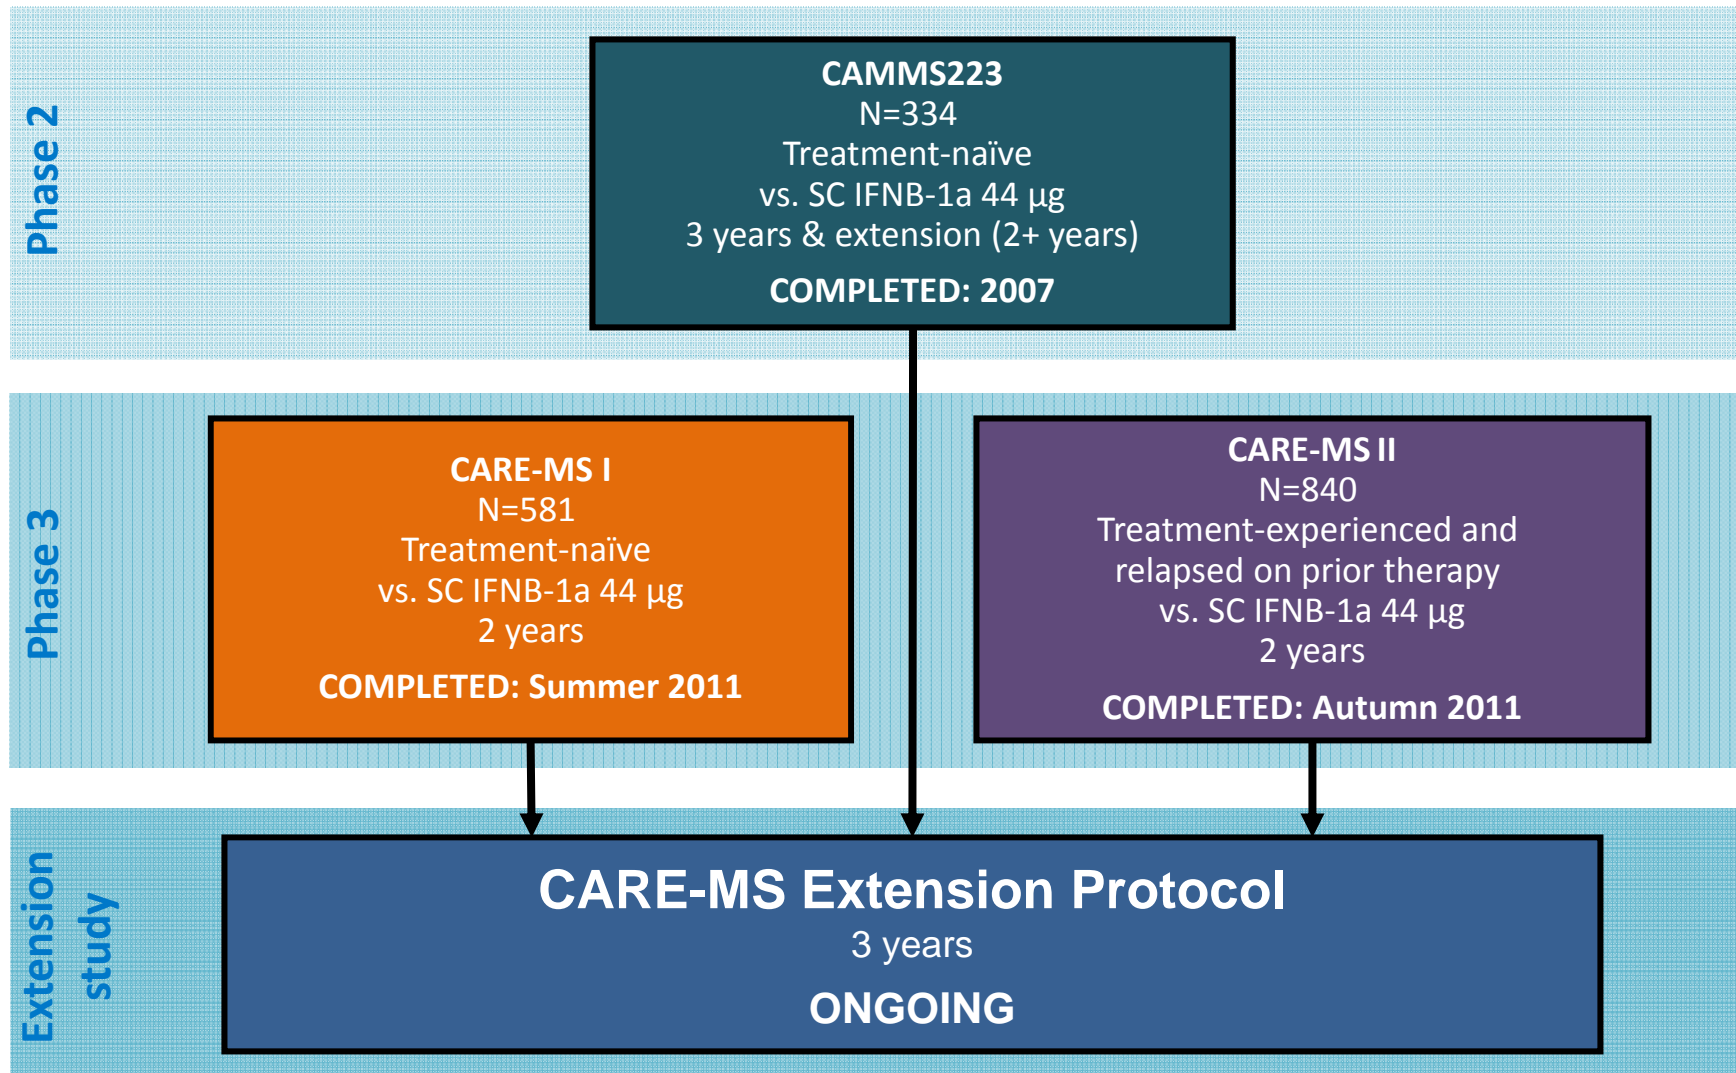 Phase 2
CAMMS223
N=334
Treatment-naïve
vs. SC IFNB-1a 44 µg
3 years & extension (2+ years)
COMPLETED: 2007
Phase 3
CARE-MS I
N=581
Treatment-naïve
vs. SC IFNB-1a 44 µg
2 years
COMPLETED: Summer 2011
CARE-MS II
N=840
Treatment-experienced and
relapsed on prior therapy
vs. SC IFNB-1a 44 µg
2 years
COMPLETED: Autumn 2011
Extension
study
CARE-MS Extension Protocol
3 years
ONGOING